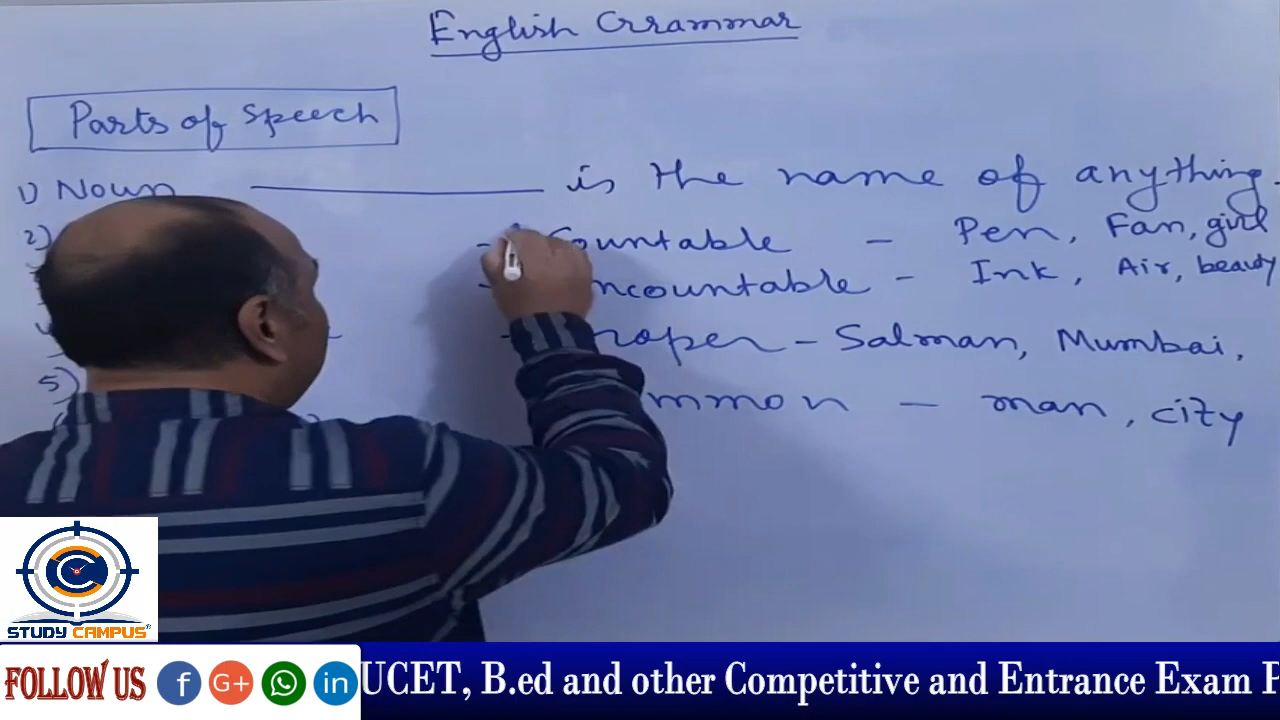 English Grammar
Parts of Speech
1) Noun ———— is the name of anything.
2) - Countable - Pen, Fan, girl
- ncountable - Ink, Air, beauty
roper - Salman, Mumbai,
5) mmon - man, city
STUDY CAMPUS
FOLLOW US f G+ in UCET, B.ed and other Competitive and Entrance Exam P